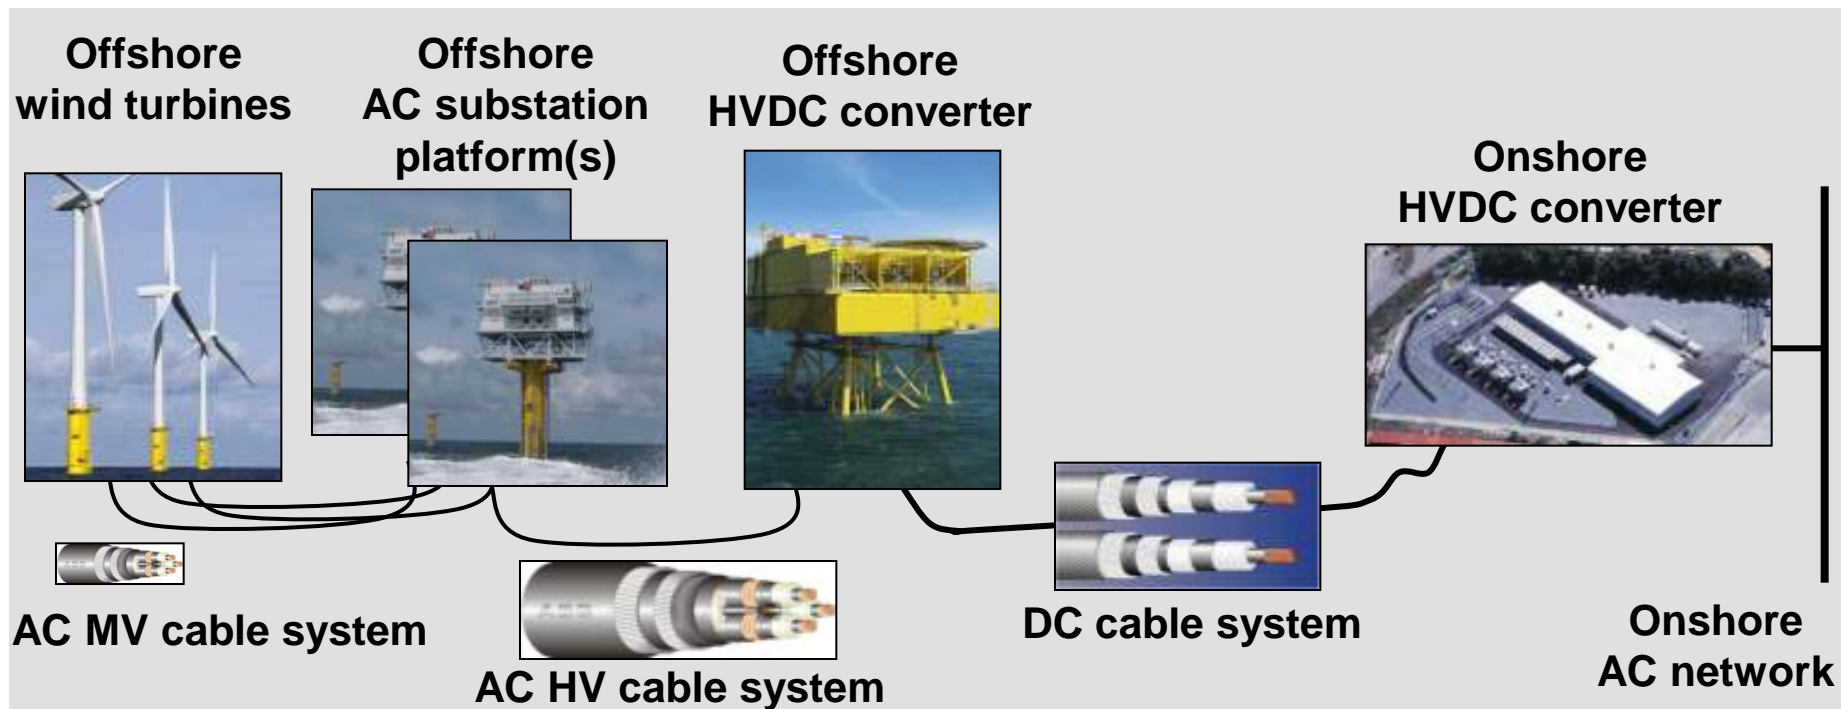 Offshore
wind turbines
Offshore
AC substation
platform(s)
Offshore
HVDC converter
Onshore
HVDC converter
AC MV cable system
AC HV cable system
DC cable system
Onshore
AC network